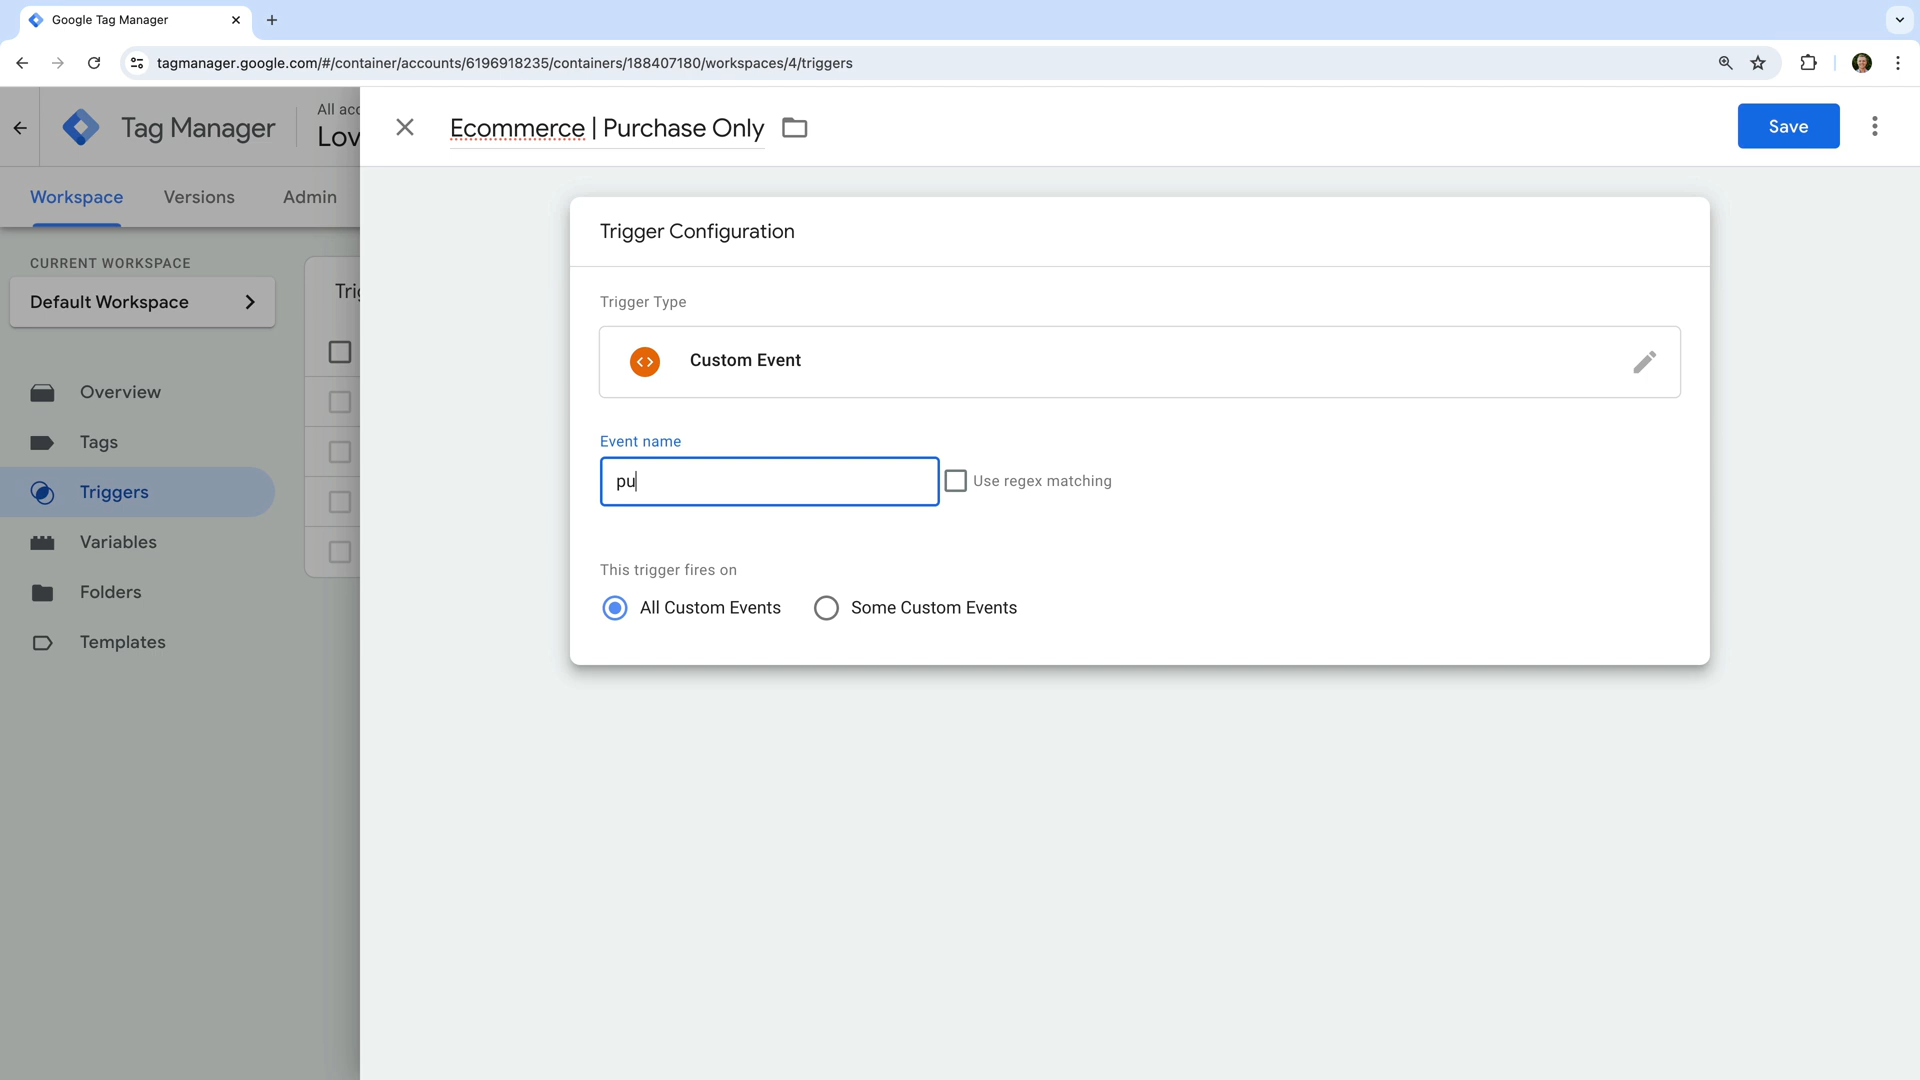 Google Tag Manager
tagmanager.google.com/#/container/accounts/6196918235/containers/188407180/workspaces/4/triggers
Tag Manager
All acc
Lov
Ecommerce | Purchase Only
Save
Workspace
Versions
Admin
CURRENT WORKSPACE
Default Workspace
Trig
Overview
Tags
Triggers
Variables
Folders
Templates
Trigger Configuration
Trigger Type
Custom Event
Event name
pu
Use regex matching
This trigger fires on
All Custom Events
Some Custom Events